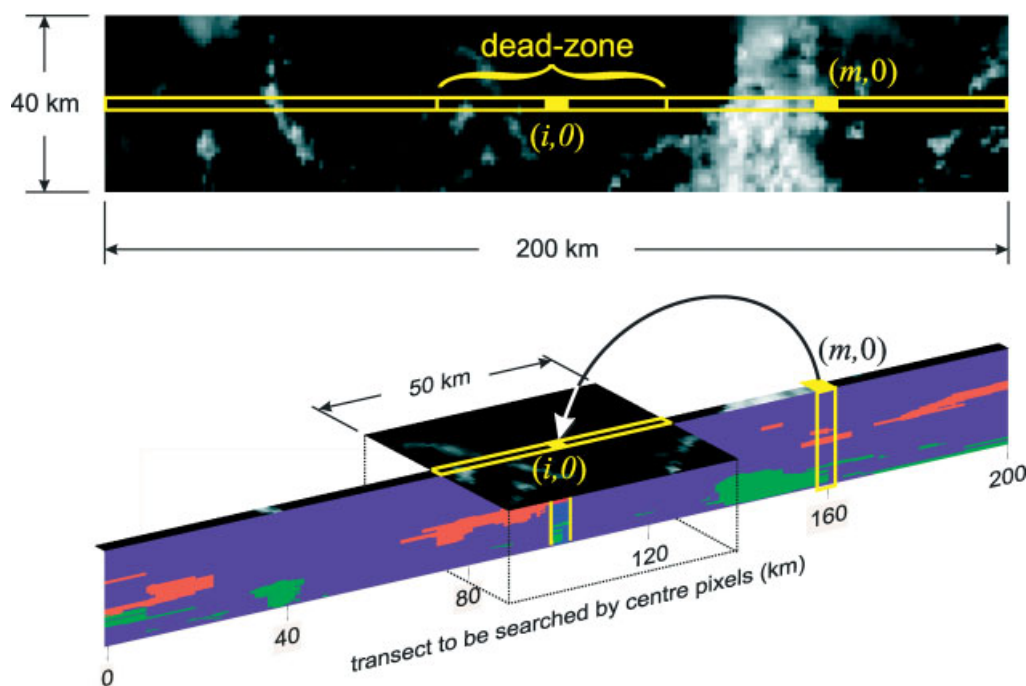 dead-zone
(m,0)
40 km
(i,0)
200 km
(m,0)
50 km
(i,0)
200
160
120
80
40
0
transect to be searched by centre pixels (km)